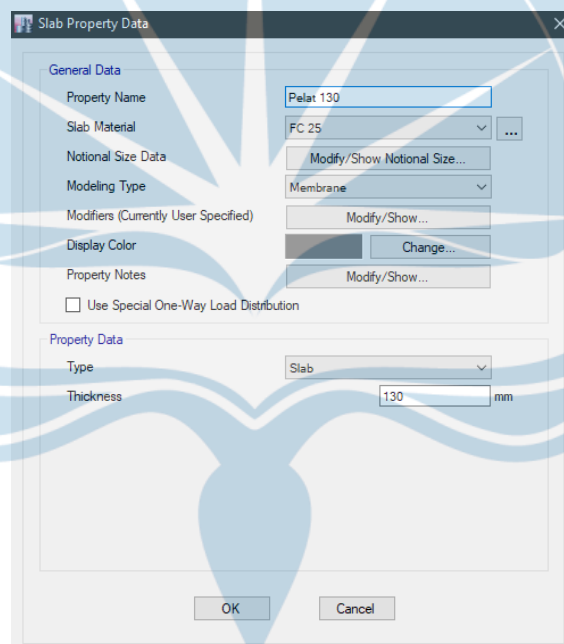 Slab Property Data
General Data
Property Name Pelat 130
Slab Material FC 25 ...
Notional Size Data Modify/Show Notional Size...
Modeling Type Membrane
Modifiers (Currently User Specified) Modify/Show...
Display Color Change...
Property Notes Modify/Show...
Use Special One-Way Load Distribution
Property Data
Type Slab
Thickness 130 mm
OK Cancel